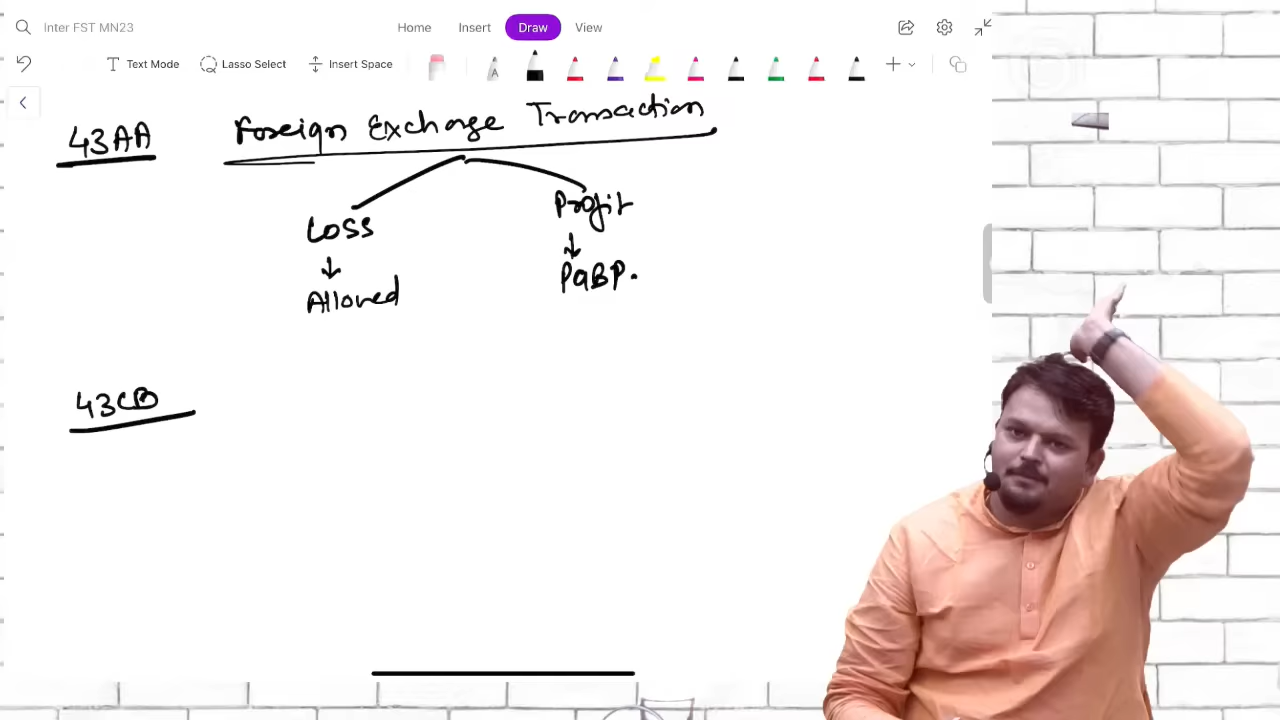 Inter FST MN23
Home Insert Draw View
Text Mode Lasso Select Insert Space
A
43AA Foreign Exchange Transaction
Loss Profit
Allowed PGBP.
43CB